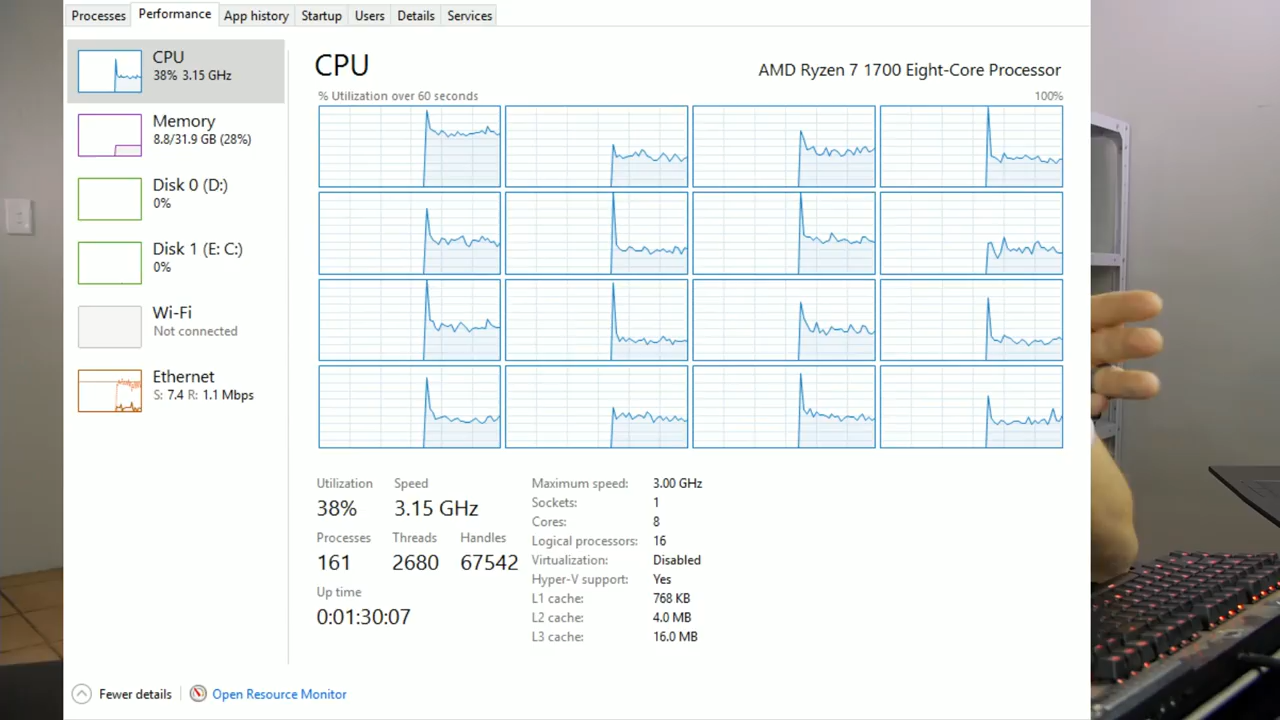 Processes Performance App history Startup Users Details Services
CPU
38% 3.15 GHz
Memory
8.8/31.9 GB (28%)
Disk 0 (D:)
0%
Disk 1 (E: C:)
0%
Wi-Fi
Not connected
Ethernet
S: 7.4 R: 1.1 Mbps
CPU
AMD Ryzen 7 1700 Eight-Core Processor
% Utilization over 60 seconds
100%
Utilization Speed
38% 3.15 GHz
Processes Threads Handles
161 2680 67542
Up time
0:01:30:07
Maximum speed: 3.00 GHz
Sockets: 1
Cores: 8
Logical processors: 16
Virtualization: Disabled
Hyper-V support: Yes
L1 cache: 768 KB
L2 cache: 4.0 MB
L3 cache: 16.0 MB
Fewer details Open Resource Monitor